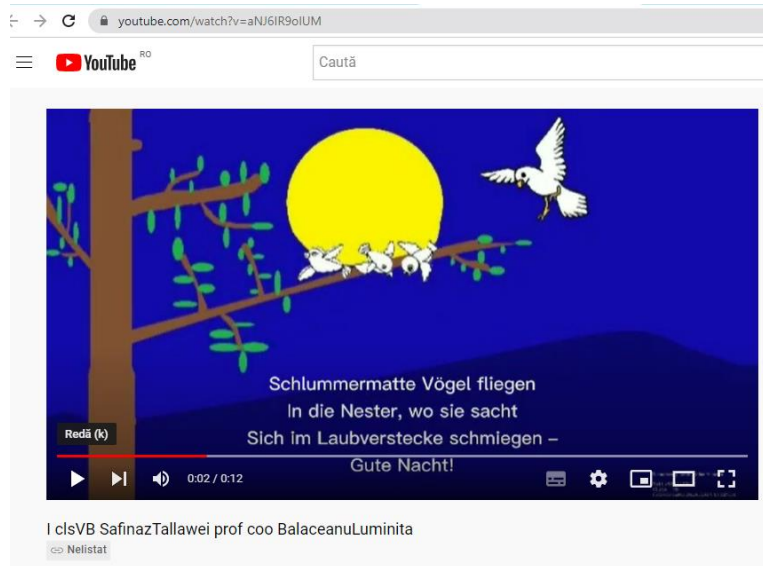 youtube.com/watch?v=aNJ6IR9oIUM
YouTube RO
Caută
Schlummermatte Vögel fliegen
In die Nester, wo sie sacht
Sich im Laubverstecke schmiegen –
Gute Nacht!
Redă (k)
0:02 / 0:12
I clsVB SafinazTallawei prof coo BalaceanuLuminita
Nelistat